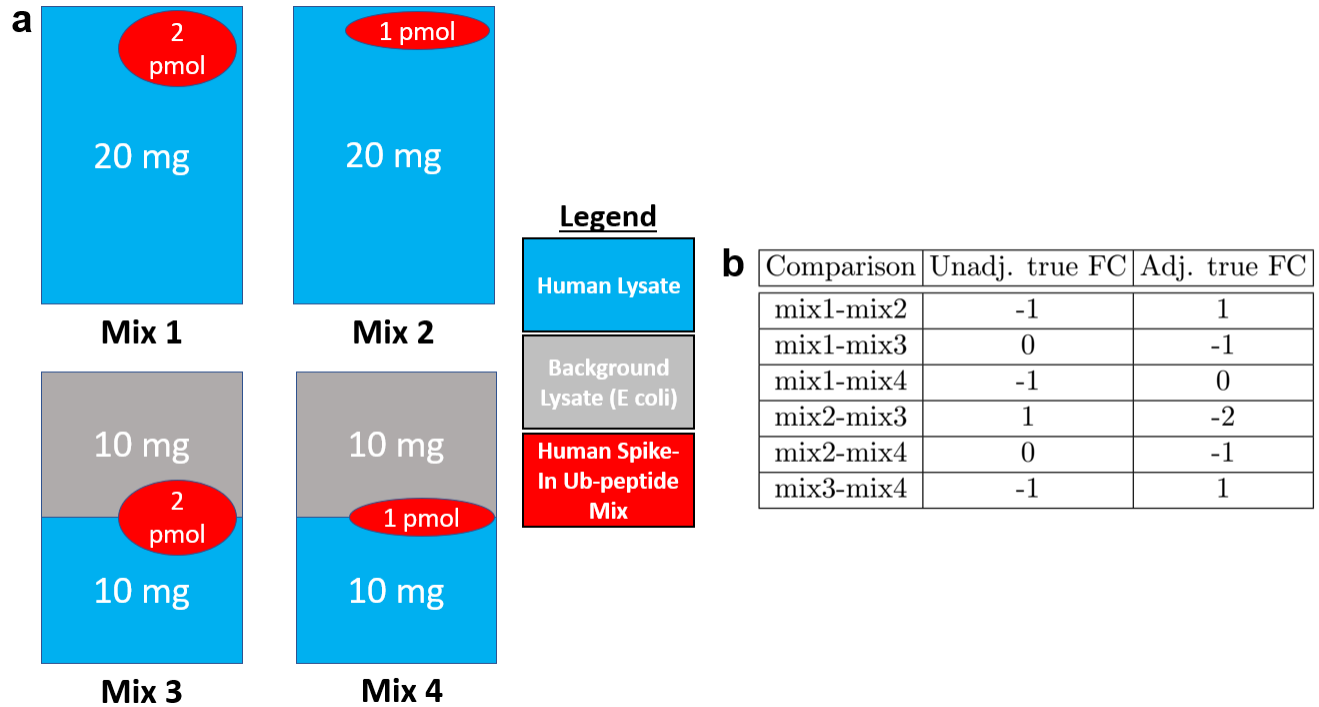 a
2
pmol
20 mg
Mix 1
1 pmol
20 mg
Mix 2
10 mg
2
pmol
10 mg
Mix 3
10 mg
1 pmol
10 mg
Mix 4
Legend
Human Lysate
Background
Lysate (E coli)
Human Spike-
In Ub-peptide
Mix
b
Comparison Unadj. true FC Adj. true FC
mix1-mix2 -1 1
mix1-mix3 0 -1
mix1-mix4 -1 0
mix2-mix3 1 -2
mix2-mix4 0 -1
mix3-mix4 -1 1